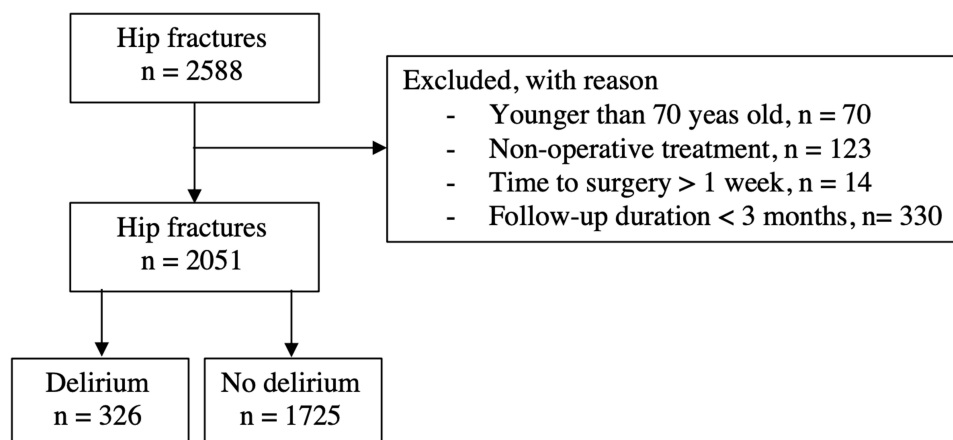 Hip fractures
n = 2588
Excluded, with reason
- Younger than 70 yeas old, n = 70
- Non-operative treatment, n = 123
- Time to surgery > 1 week, n = 14
- Follow-up duration < 3 months, n= 330
Hip fractures
n = 2051
Delirium
n = 326
No delirium
n = 1725